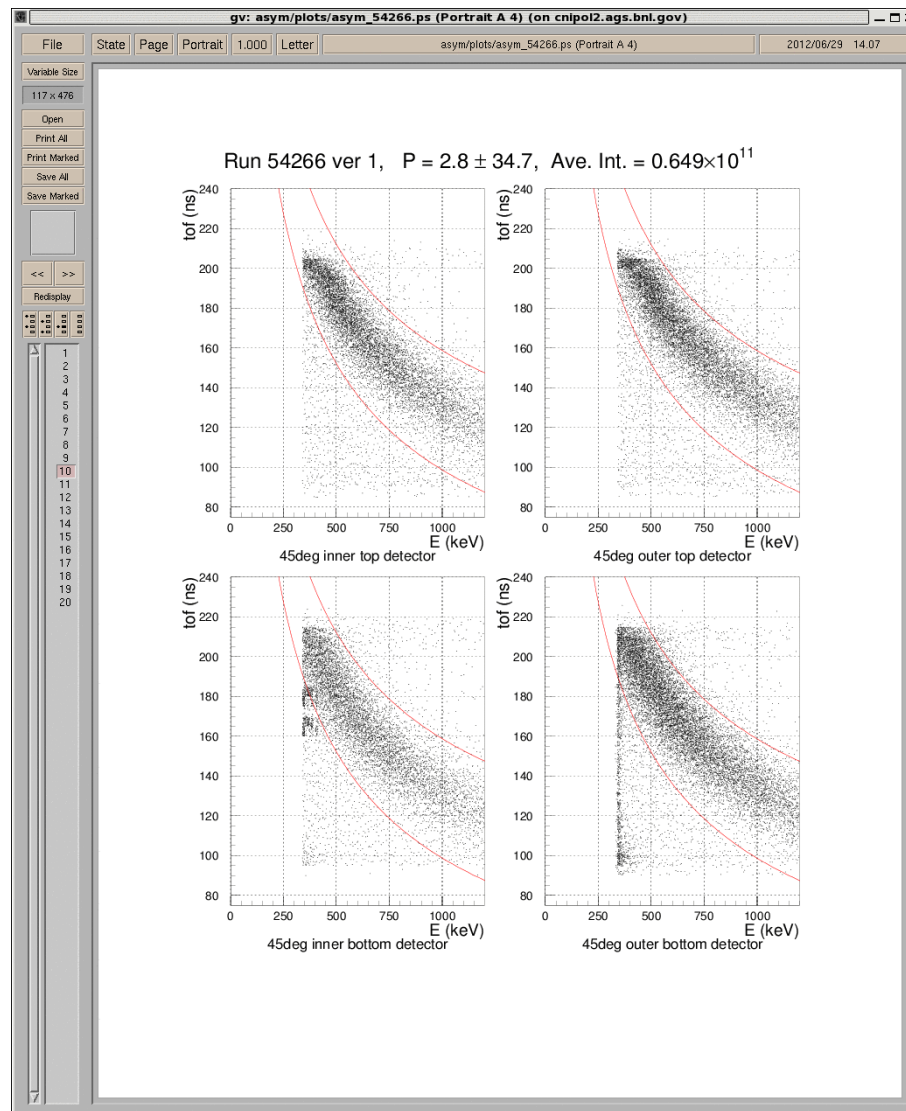 gv: asym/plots/asym_54266.ps (Portrait A 4) (on cnipol2.ags.bnl.gov)
File State Page Portrait 1.000 Letter asym/plots/asym_54266.ps (Portrait A 4) 2012/06/29 14.07
Variable Size
117 x 476
Open
Print All
Print Marked
Save All
Save Marked
<< >>
Redisplay
1
2
3
4
5
6
7
8
9
10
11
12
13
14
15
16
17
18
19
20
Run 54266 ver 1, P = 2.8 ± 34.7, Ave. Int. = 0.649×10^11
tof (ns)
240
220
200
180
160
140
120
100
80
0 250 500 750 1000
E (keV)
45deg inner top detector
tof (ns)
240
220
200
180
160
140
120
100
80
0 250 500 750 1000
E (keV)
45deg outer top detector
tof (ns)
240
220
200
180
160
140
120
100
80
0 250 500 750 1000
E (keV)
45deg inner bottom detector
tof (ns)
240
220
200
180
160
140
120
100
80
0 250 500 750 1000
E (keV)
45deg outer bottom detector